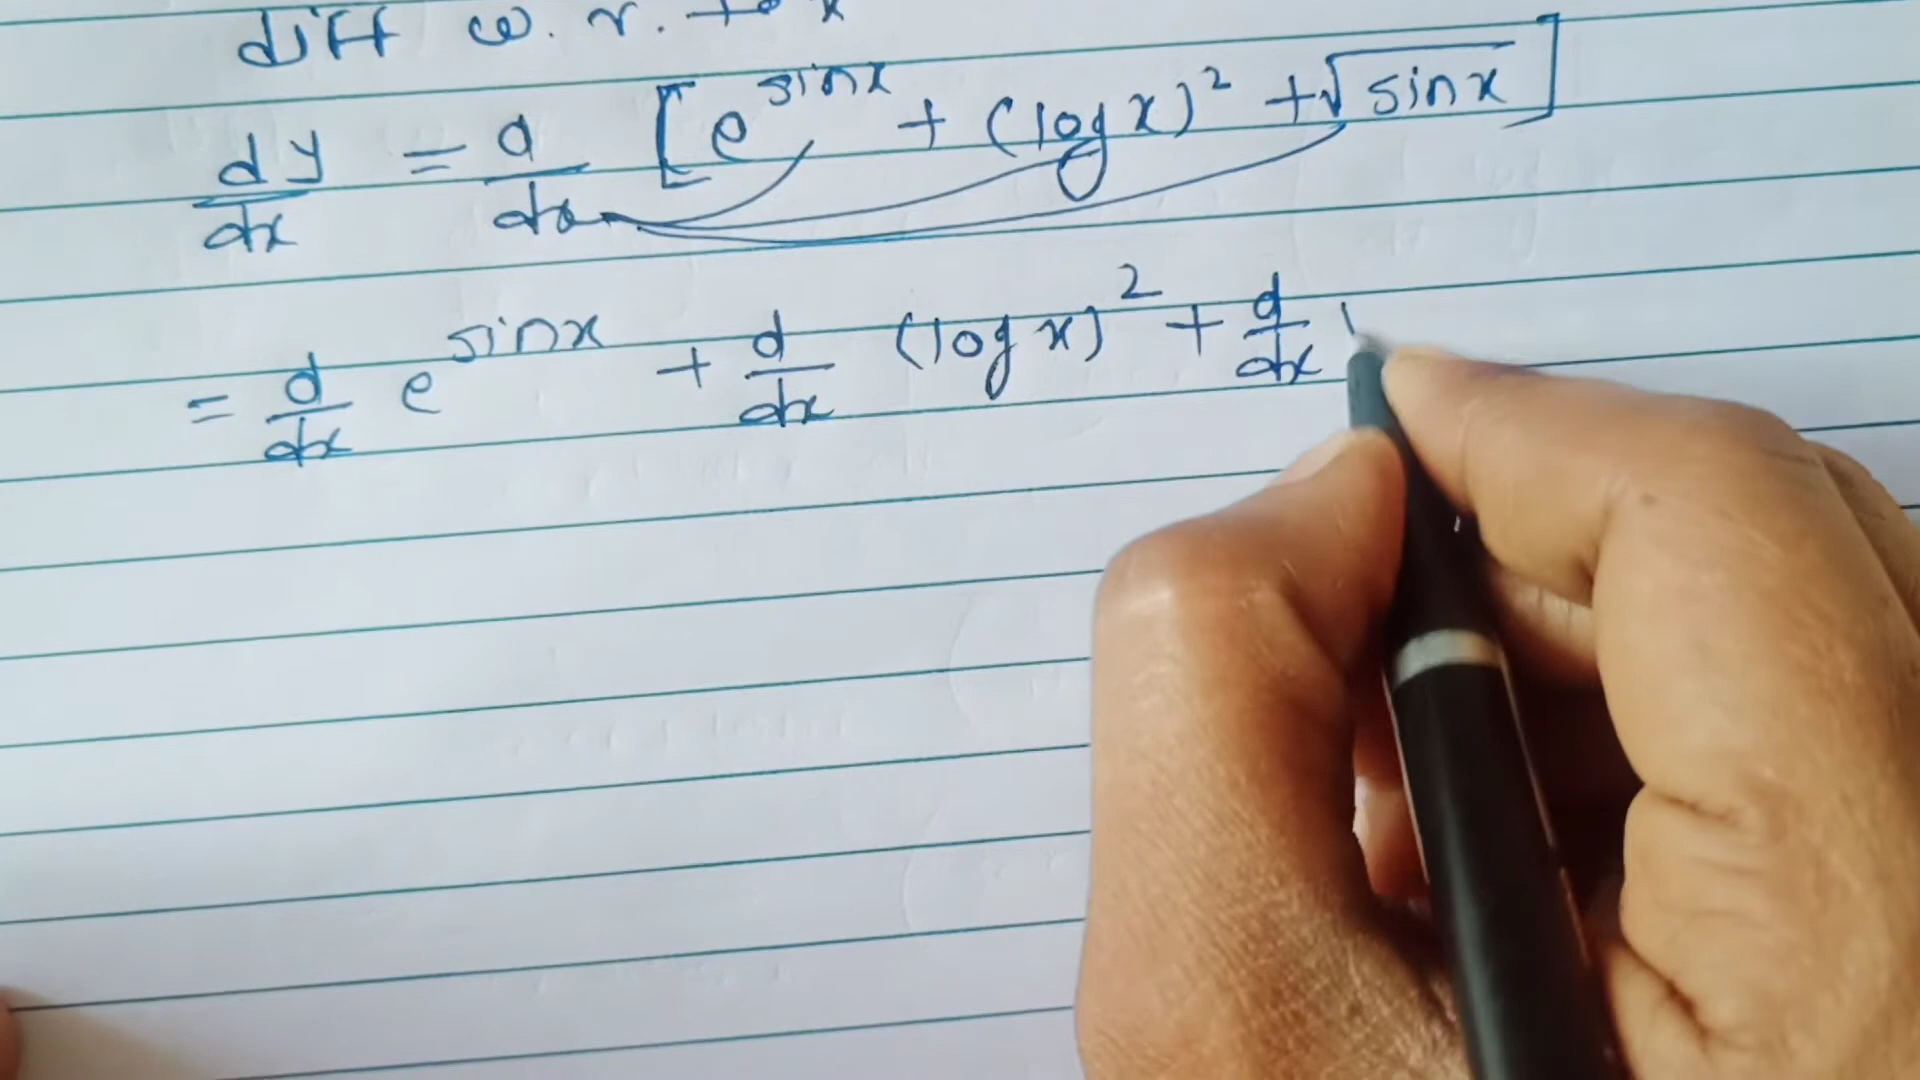 diff w.r.to x
dy/dx = d/dx [e^sinx + (log x)² + √sinx]
= d/dx e^sinx + d/dx (log x)² + d/dx